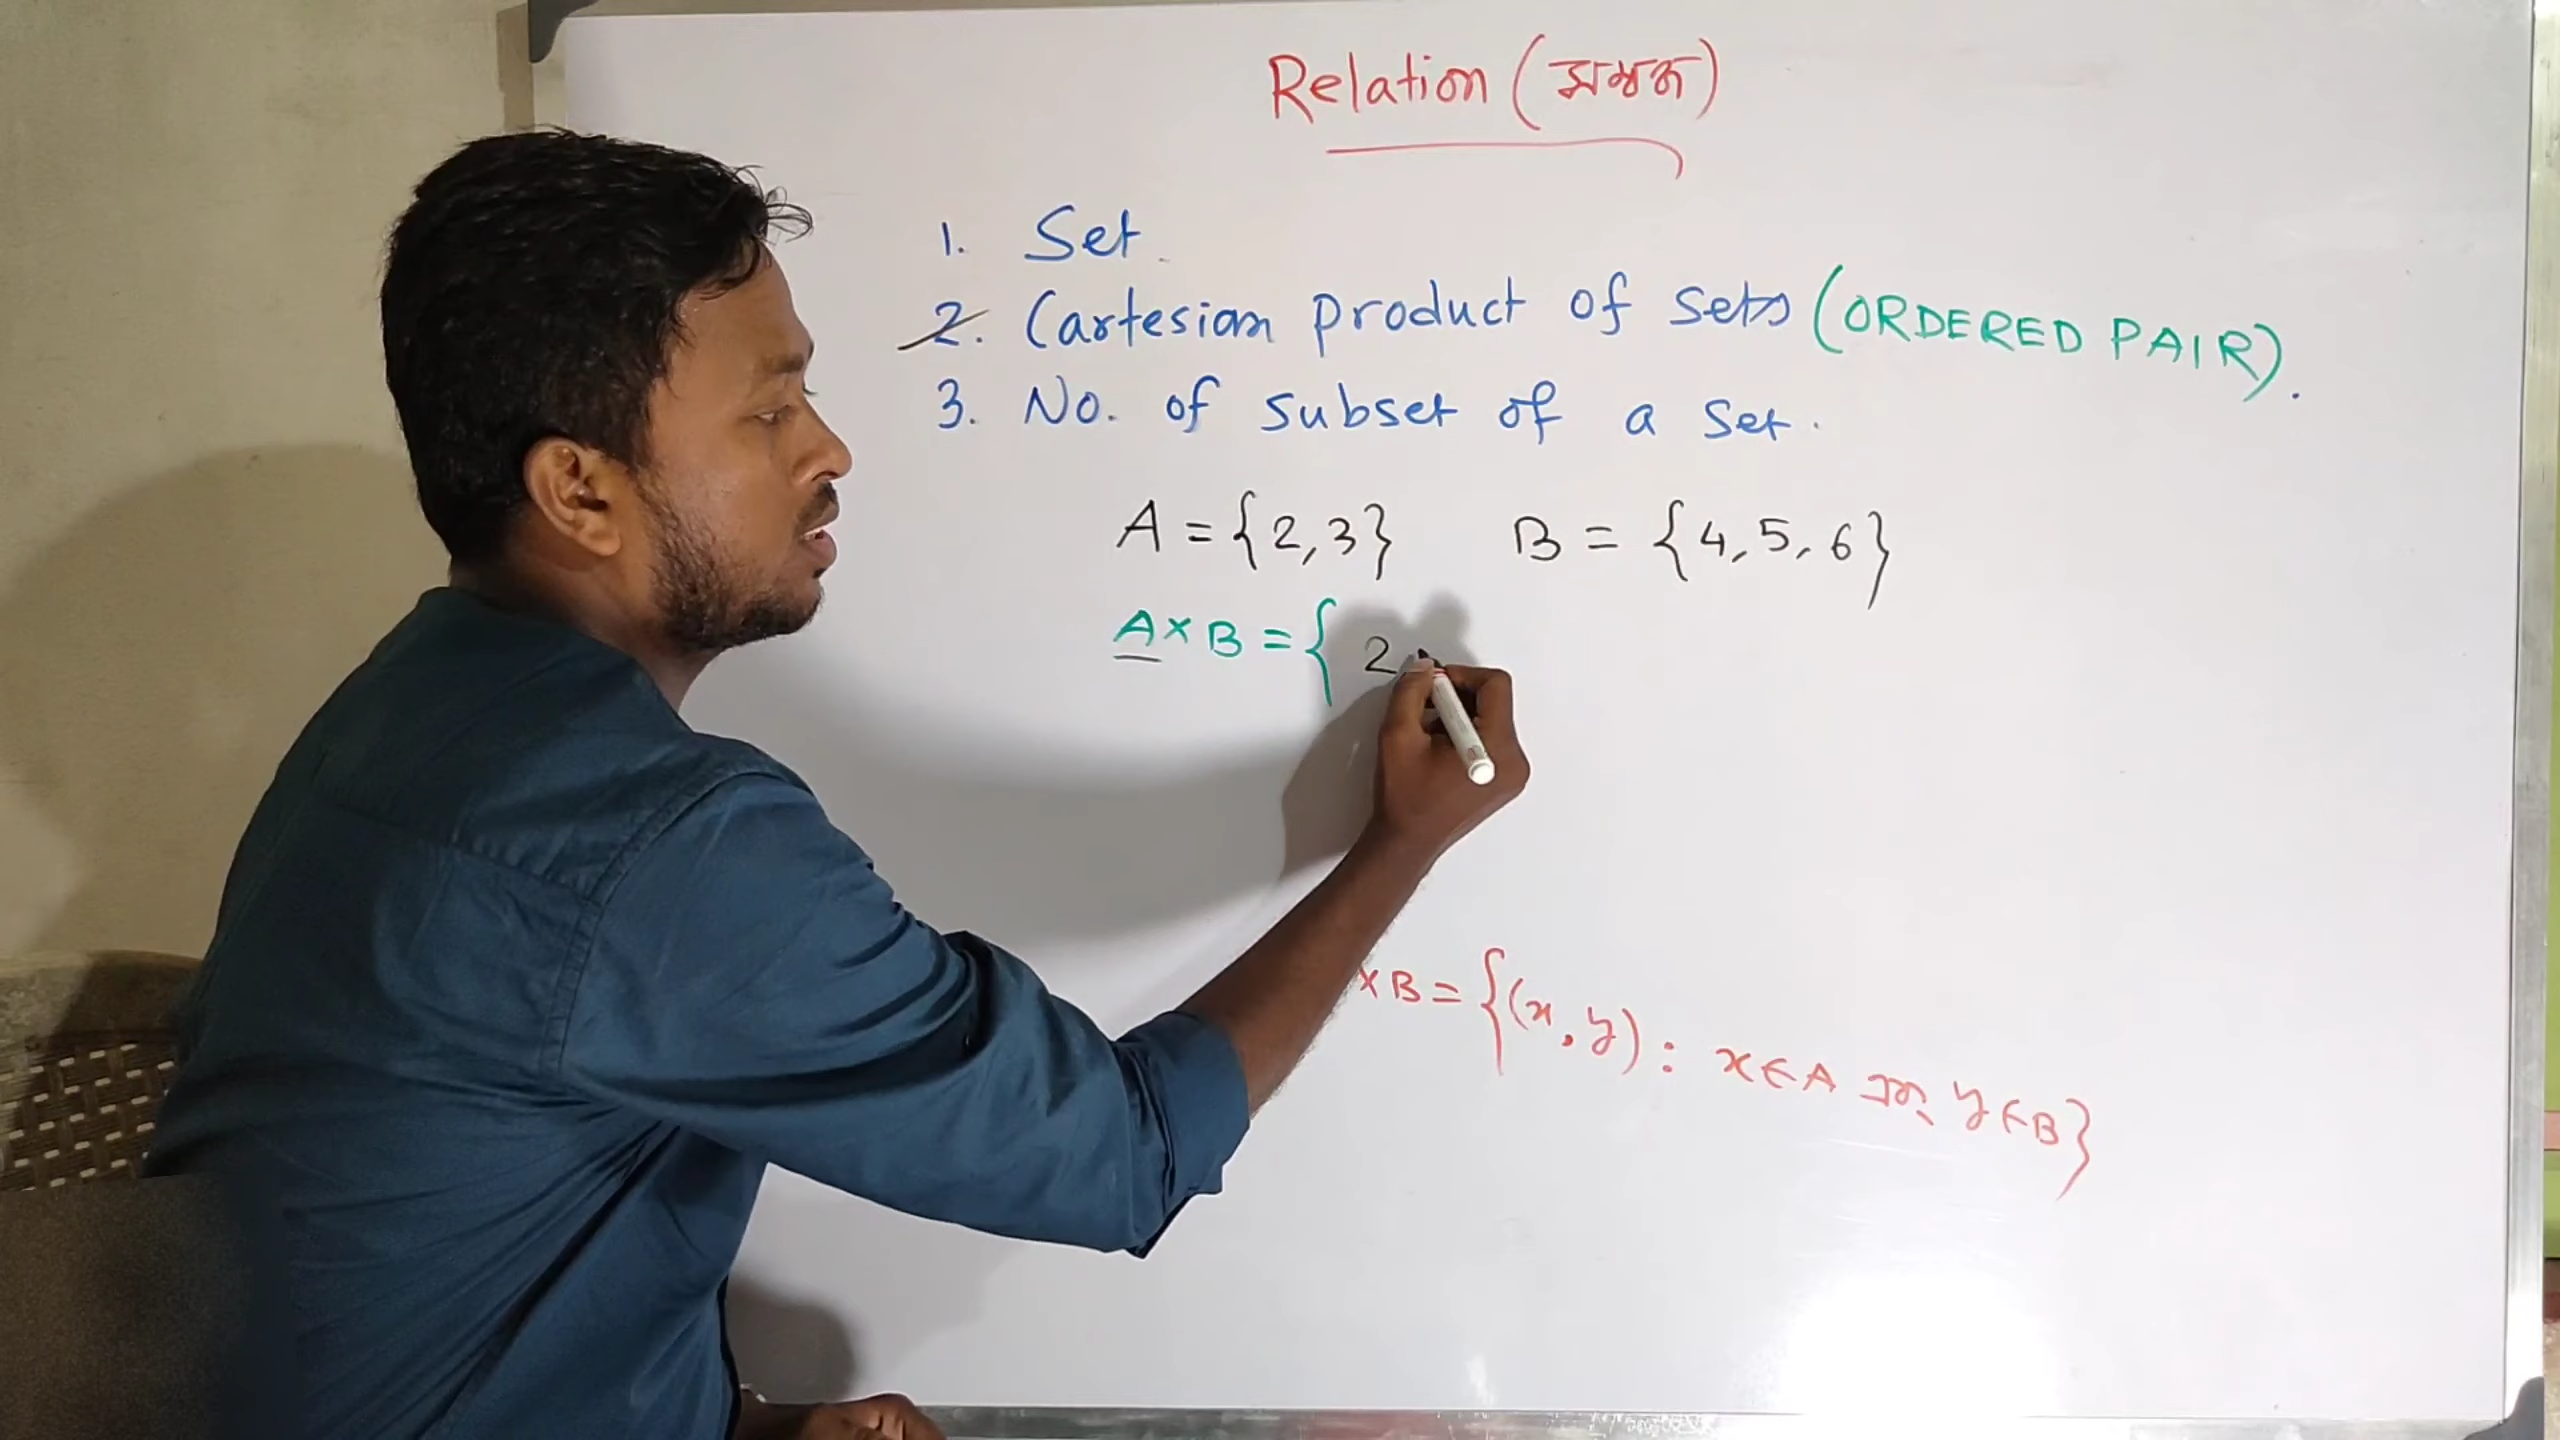 Relation (সম্বন্ধ)
1. Set.
2. Cartesian product of sets (ORDERED PAIR).
3. No. of subset of a set.
A = {2,3} B = {4,5,6}
A × B = { 2
× B = {(x, y) : x ∈ A এবং y ∈ B}